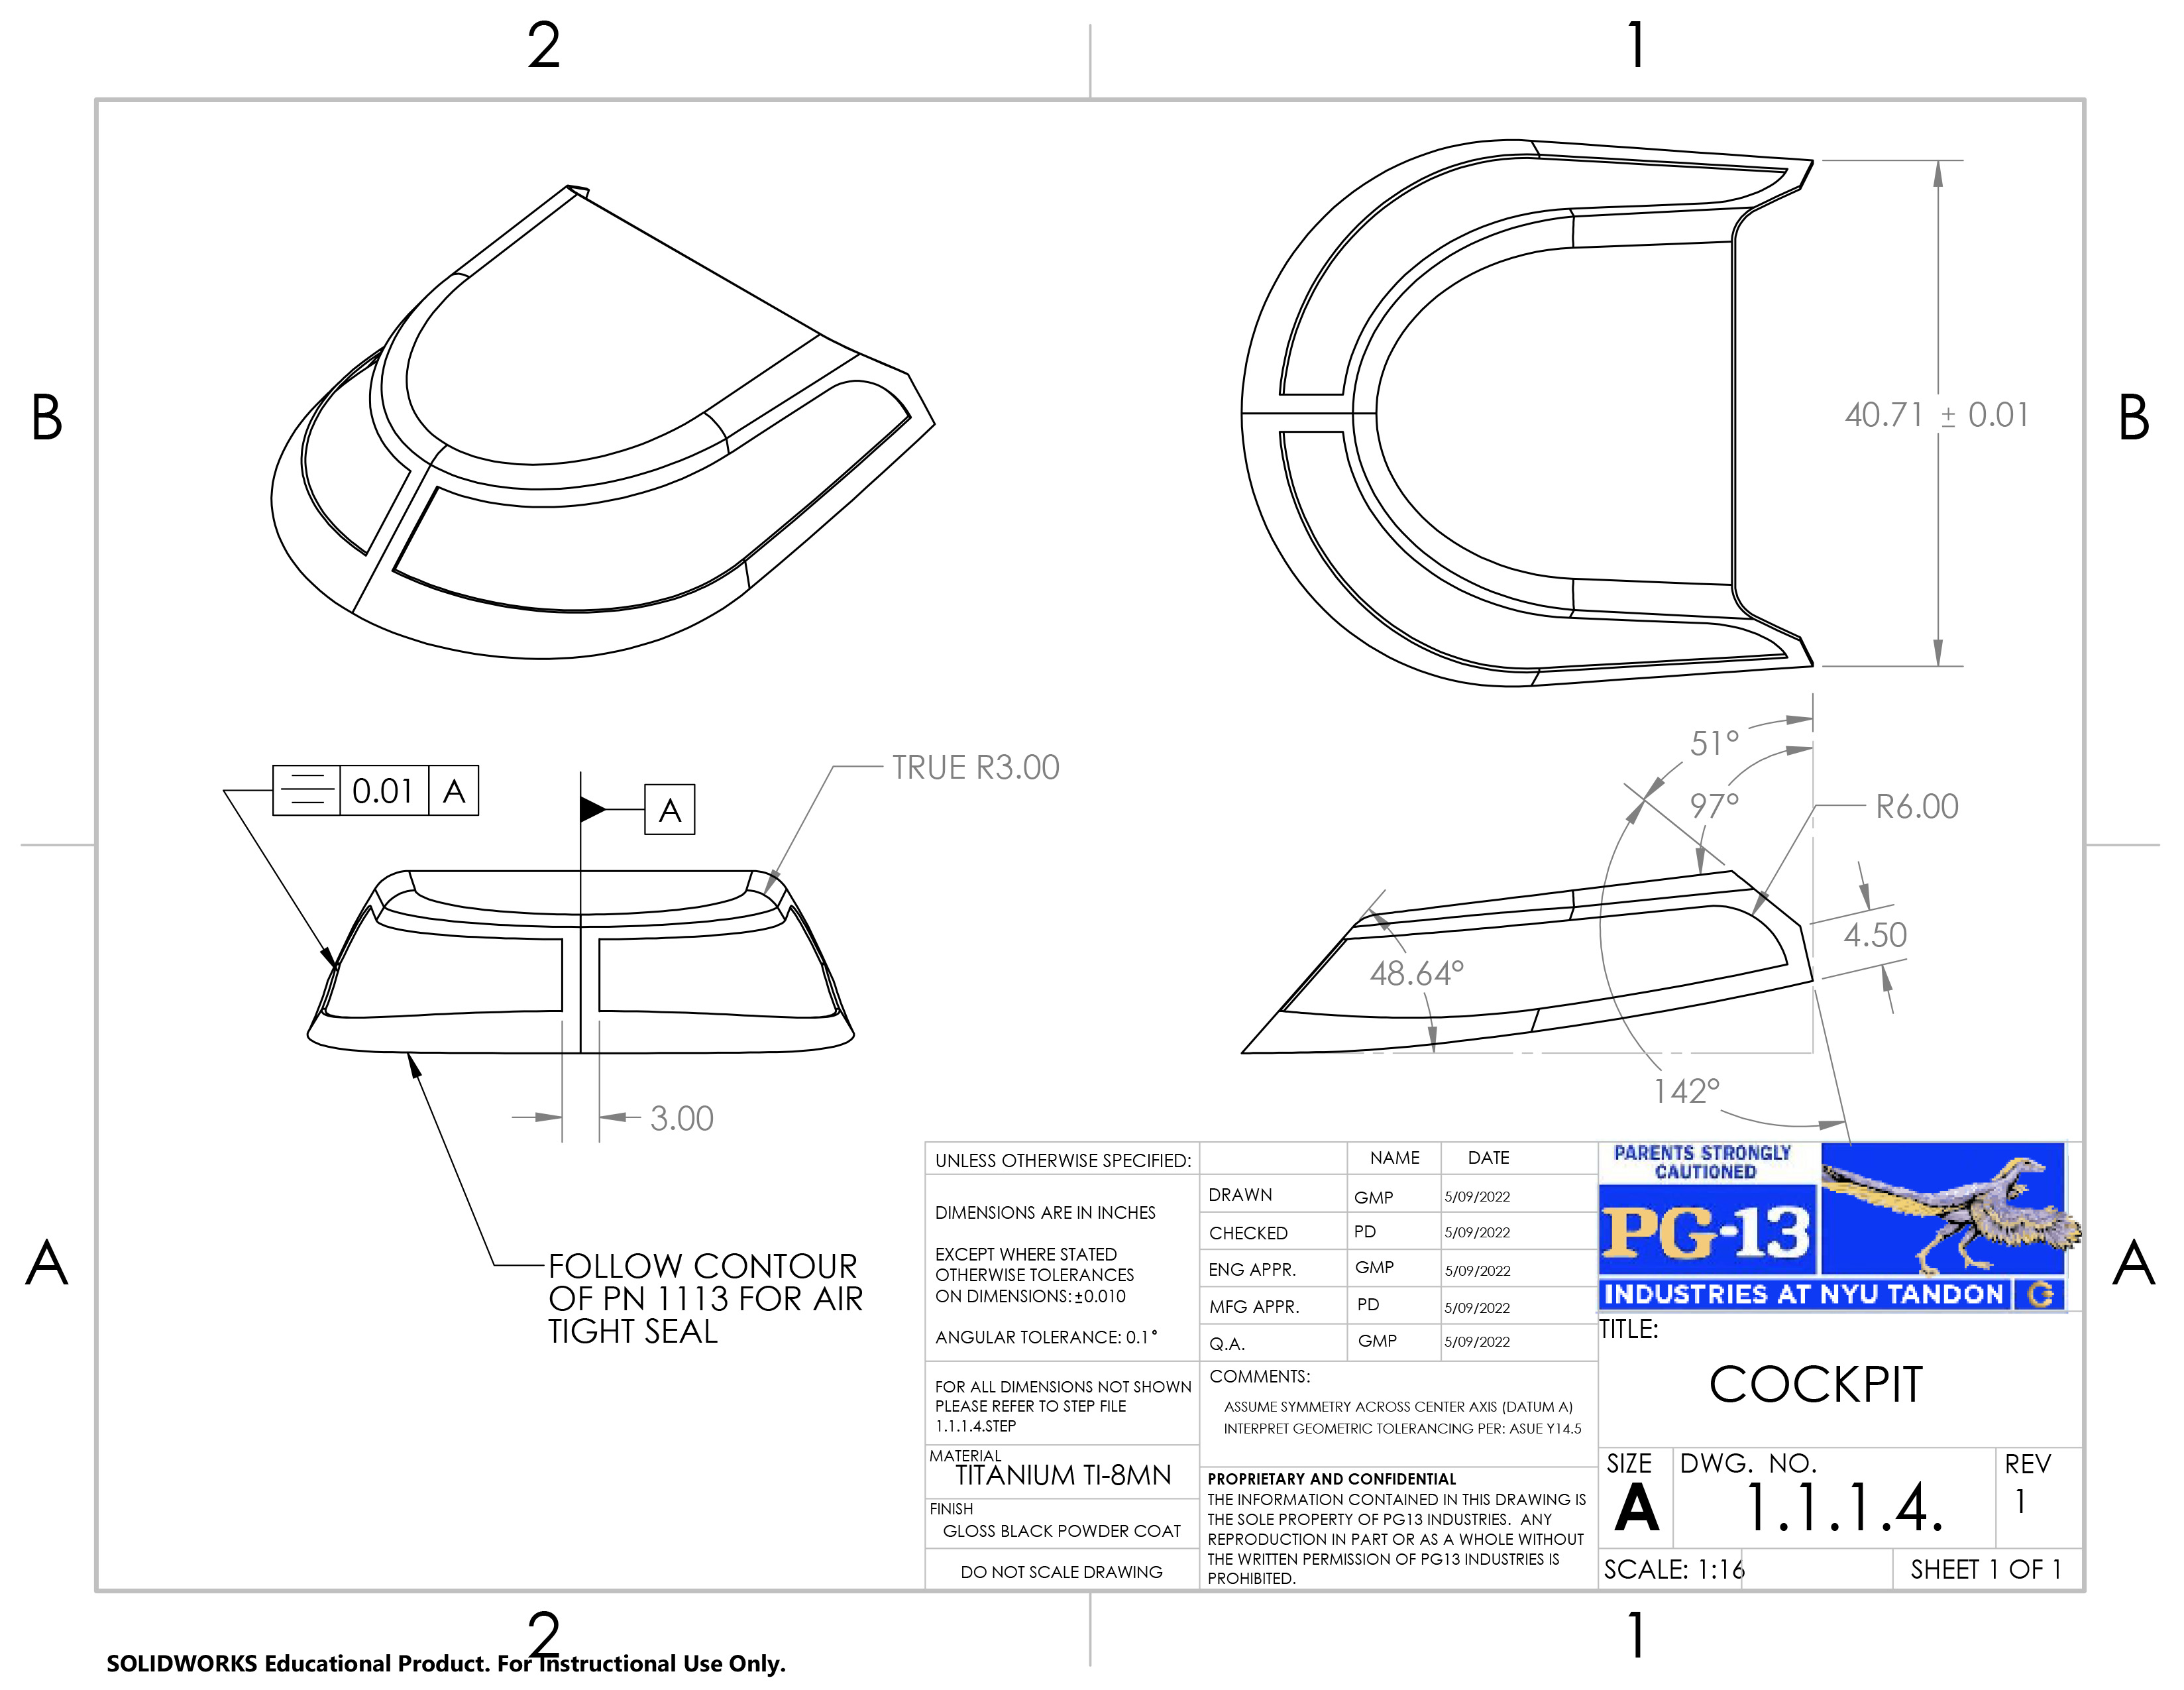 2
1
B
B
40.71 ± 0.01
51°
97°
R6.00
TRUE R3.00
0.01 A
A
4.50
48.64°
142°
3.00
FOLLOW CONTOUR
OF PN 1113 FOR AIR
TIGHT SEAL
A
A
UNLESS OTHERWISE SPECIFIED:
DIMENSIONS ARE IN INCHES
EXCEPT WHERE STATED
OTHERWISE TOLERANCES
ON DIMENSIONS: ±0.010
ANGULAR TOLERANCE: 0.1°
FOR ALL DIMENSIONS NOT SHOWN
PLEASE REFER TO STEP FILE
1.1.1.4.STEP
MATERIAL
TITANIUM TI-8MN
FINISH
GLOSS BLACK POWDER COAT
DO NOT SCALE DRAWING
NAME DATE
DRAWN GMP 5/09/2022
CHECKED PD 5/09/2022
ENG APPR. GMP 5/09/2022
MFG APPR. PD 5/09/2022
Q.A. GMP 5/09/2022
COMMENTS:
ASSUME SYMMETRY ACROSS CENTER AXIS (DATUM A)
INTERPRET GEOMETRIC TOLERANCING PER: ASUE Y14.5
PROPRIETARY AND CONFIDENTIAL
THE INFORMATION CONTAINED IN THIS DRAWING IS
THE SOLE PROPERTY OF PG13 INDUSTRIES. ANY
REPRODUCTION IN PART OR AS A WHOLE WITHOUT
THE WRITTEN PERMISSION OF PG13 INDUSTRIES IS
PROHIBITED.
PARENTS STRONGLY
CAUTIONED
PG-13
INDUSTRIES AT NYU TANDON
TITLE:
COCKPIT
SIZE DWG. NO. REV
A 1.1.1.4. 1
SCALE: 1:16 SHEET 1 OF 1
2
1
SOLIDWORKS Educational Product. For Instructional Use Only.